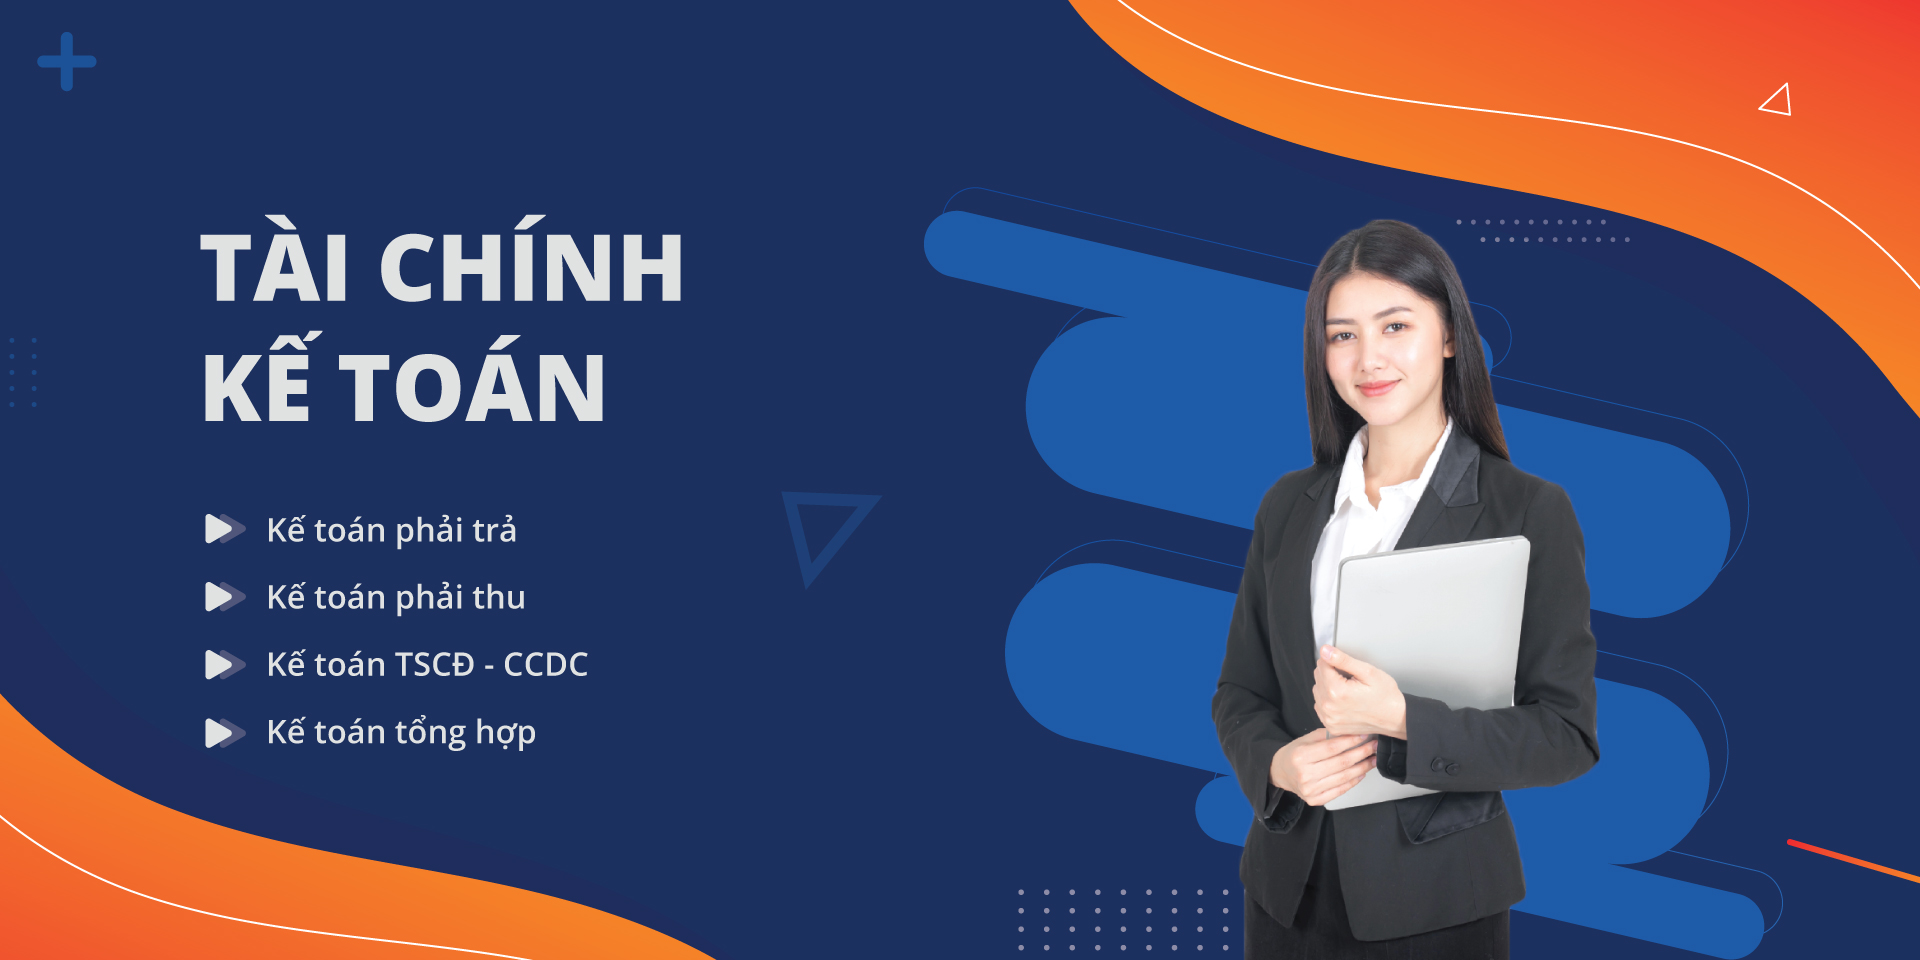 TÀI CHÍNH
KẾ TOÁN
Kế toán phải trả
Kế toán phải thu
Kế toán TSCĐ - CCDC
Kế toán tổng hợp